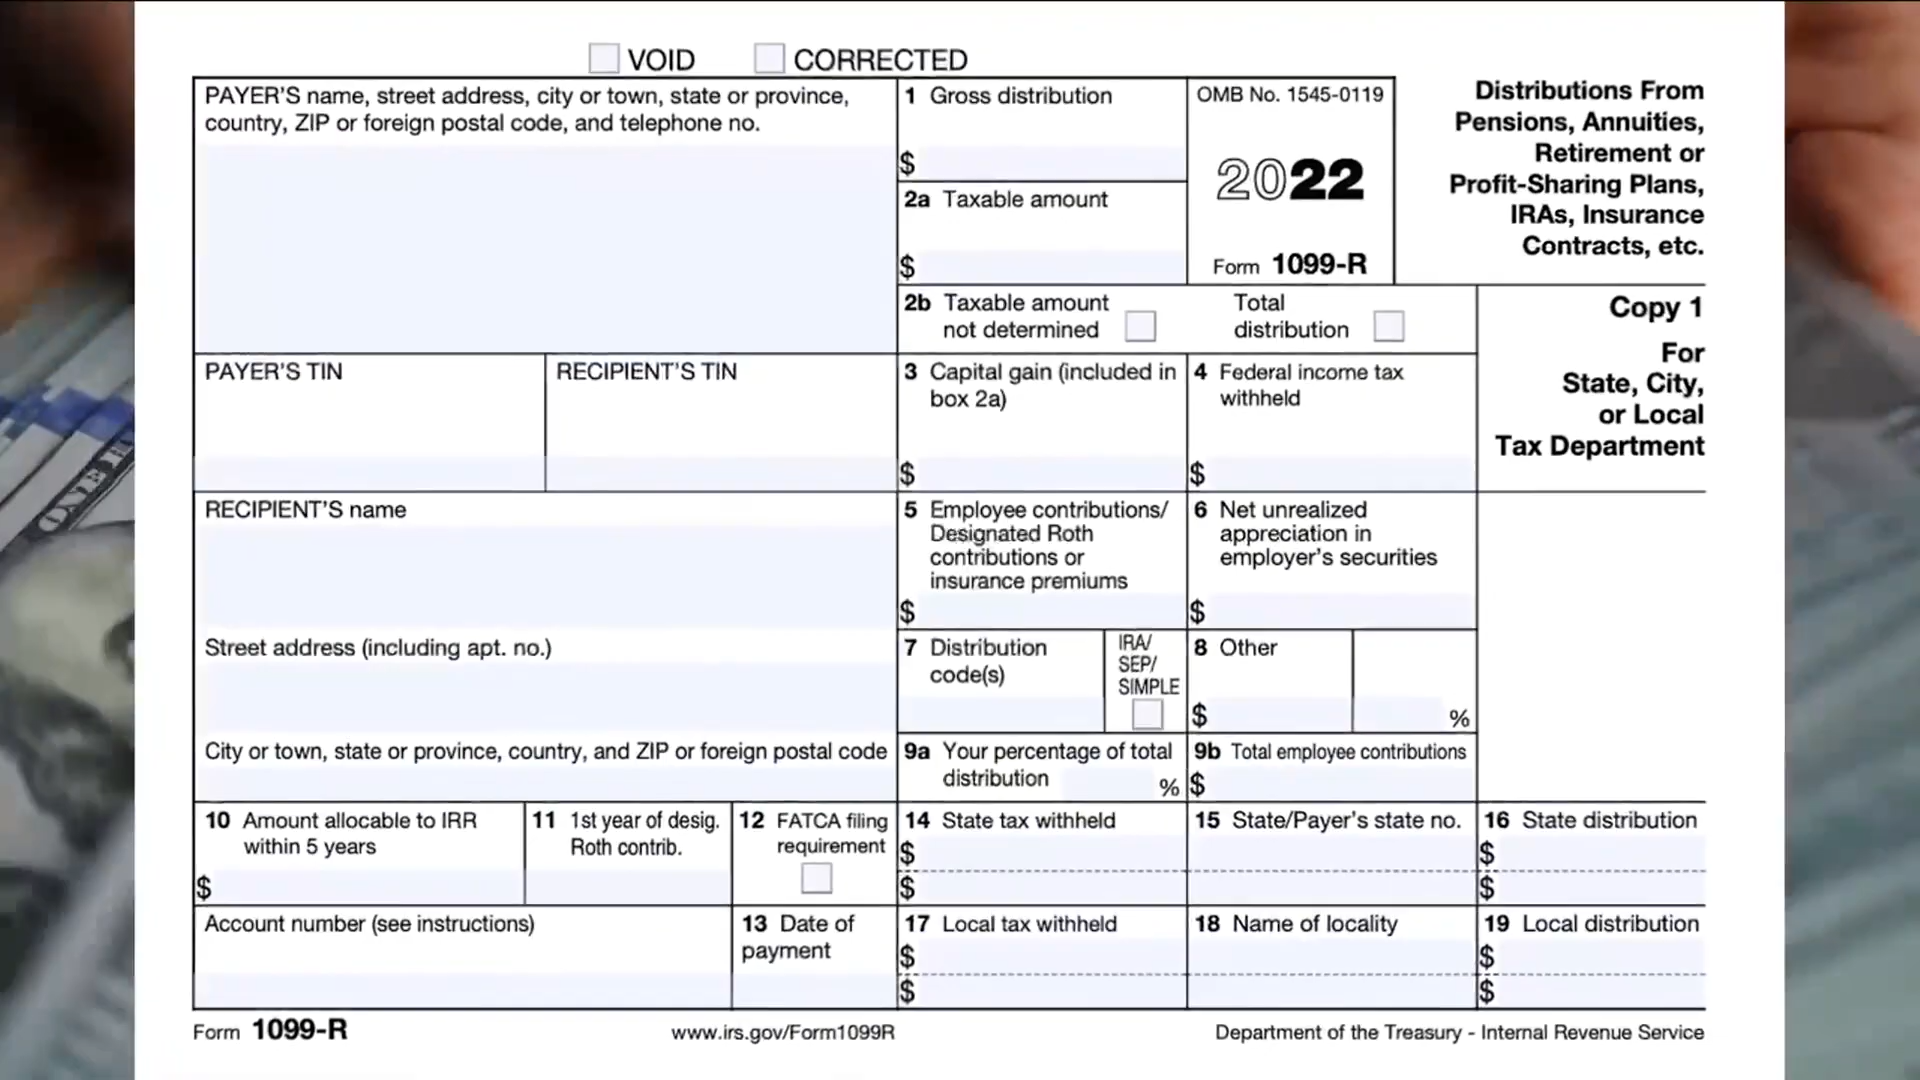 VOID
CORRECTED
PAYER'S name, street address, city or town, state or province,
country, ZIP or foreign postal code, and telephone no.
1 Gross distribution
$
2a Taxable amount
$
OMB No. 1545-0119
2022
Form 1099-R
Distributions From
Pensions, Annuities,
Retirement or
Profit-Sharing Plans,
IRAs, Insurance
Contracts, etc.
2b Taxable amount
not determined
Total
distribution
Copy 1
For
State, City,
or Local
Tax Department
PAYER'S TIN
RECIPIENT'S TIN
3 Capital gain (included in
box 2a)
$
4 Federal income tax
withheld
$
RECIPIENT'S name
5 Employee contributions/
Designated Roth
contributions or
insurance premiums
$
6 Net unrealized
appreciation in
employer's securities
$
Street address (including apt. no.)
7 Distribution
code(s)
IRA/
SEP/
SIMPLE
8 Other
$
%
City or town, state or province, country, and ZIP or foreign postal code
9a Your percentage of total
distribution
%
9b Total employee contributions
$
10 Amount allocable to IRR
within 5 years
$
11 1st year of desig.
Roth contrib.
12 FATCA filing
requirement
14 State tax withheld
$
$
15 State/Payer's state no.
16 State distribution
$
$
Account number (see instructions)
13 Date of
payment
17 Local tax withheld
$
$
18 Name of locality
19 Local distribution
$
$
Form 1099-R
www.irs.gov/Form1099R
Department of the Treasury - Internal Revenue Service